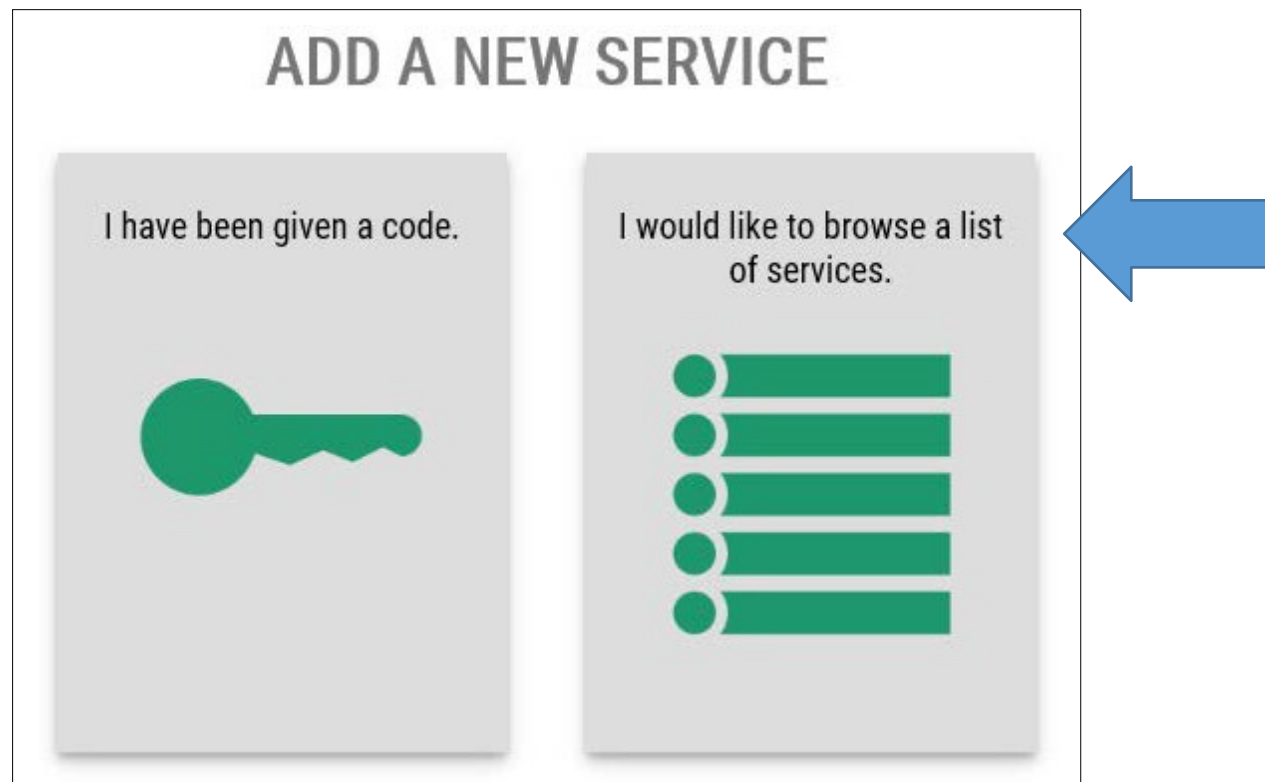 ADD A NEW SERVICE
I have been given a code.
I would like to browse a list
of services.